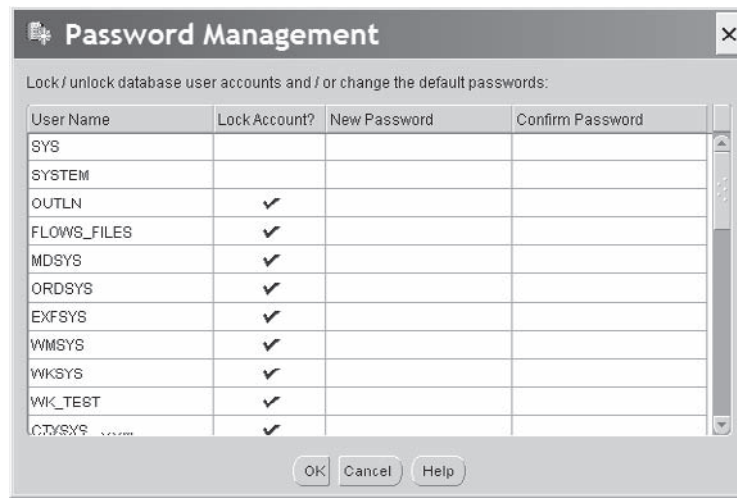 Password Management
Lock / unlock database user accounts and / or change the default passwords:
User Name Lock Account? New Password Confirm Password
SYS
SYSTEM
OUTLN ✔
FLOWS_FILES ✔
MDSYS ✔
ORDSYS ✔
EXFSYS ✔
WMSYS ✔
WKSYS ✔
WK_TEST ✔
CTXSYS ✔
OK Cancel Help